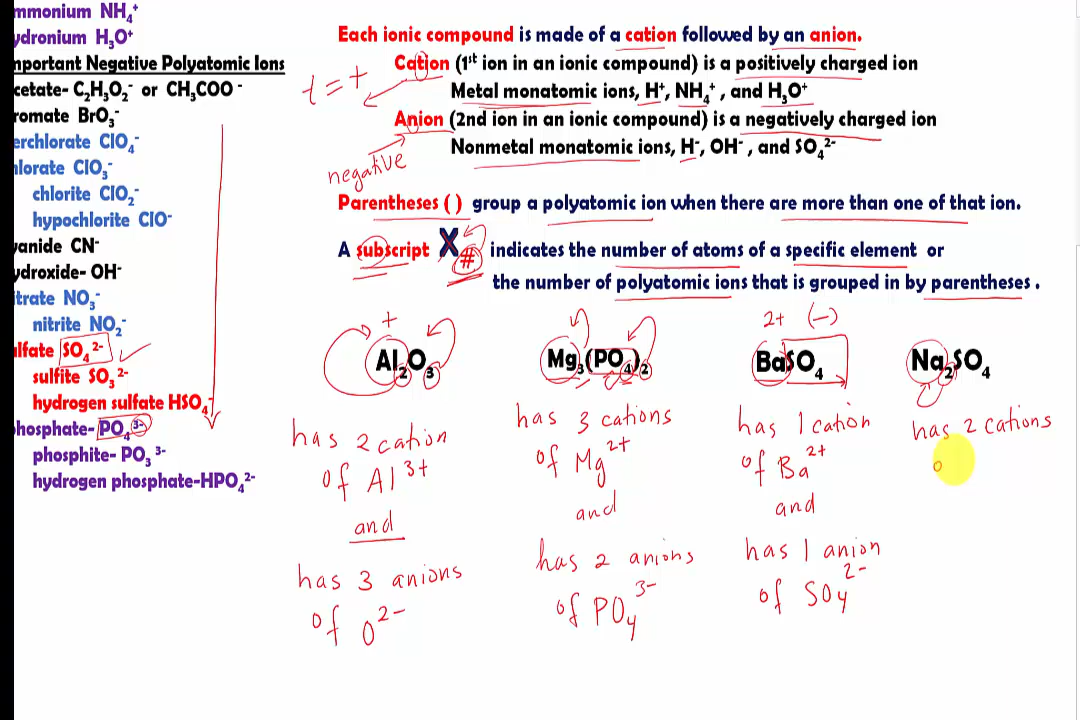 mmonium NH₄⁺
ydronium H₃O⁺
mportant Negative Polyatomic Ions
cetate- C₂H₃O₂⁻ or CH₃COO⁻
romate BrO₃⁻
erchlorate ClO₄⁻
hlorate ClO₃⁻
chlorite ClO₂⁻
hypochlorite ClO⁻
yanide CN⁻
ydroxide- OH⁻
itrate NO₃⁻
nitrite NO₂⁻
lfate SO₄²⁻
sulfite SO₃²⁻
hydrogen sulfate HSO₄⁻
hosphate- PO₄³⁻
phosphite- PO₃³⁻
hydrogen phosphate-HPO₄²⁻
Each ionic compound is made of a cation followed by an anion.
t = +
Cation (1st ion in an ionic compound) is a positively charged ion
Metal monatomic ions, H⁺, NH₄⁺, and H₃O⁺
Anion (2nd ion in an ionic compound) is a negatively charged ion
Nonmetal monatomic ions, H⁻, OH⁻, and SO₄²⁻
negative
Parentheses ( ) group a polyatomic ion when there are more than one of that ion.
A subscript X# indicates the number of atoms of a specific element or
the number of polyatomic ions that is grouped in by parentheses.
+
2+ (−)
Al₂O₃
Mg₃(PO₄)₂
BaSO₄
Na₂SO₄
has 2 cation
of Al³⁺
and
has 3 anions
of O²⁻
has 3 cations
of Mg²⁺
and
has 2 anions
of PO₄³⁻
has 1 cation
of Ba²⁺
and
has 1 anion
of SO₄²⁻
has 2 cations
o